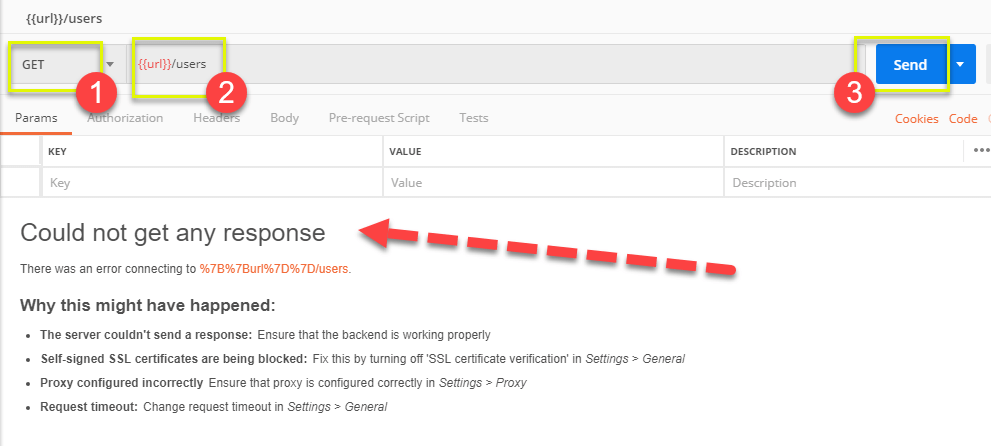 {{url}}/users
GET {{url}}/users Send
1 2 3
Params Authorization Headers Body Pre-request Script Tests Cookies Code
KEY VALUE DESCRIPTION •••
Key Value Description
Could not get any response
There was an error connecting to %7B%7Burl%7D%7D/users.
Why this might have happened:
• The server couldn't send a response: Ensure that the backend is working properly
• Self-signed SSL certificates are being blocked: Fix this by turning off 'SSL certificate verification' in Settings > General
• Proxy configured incorrectly Ensure that proxy is configured correctly in Settings > Proxy
• Request timeout: Change request timeout in Settings > General